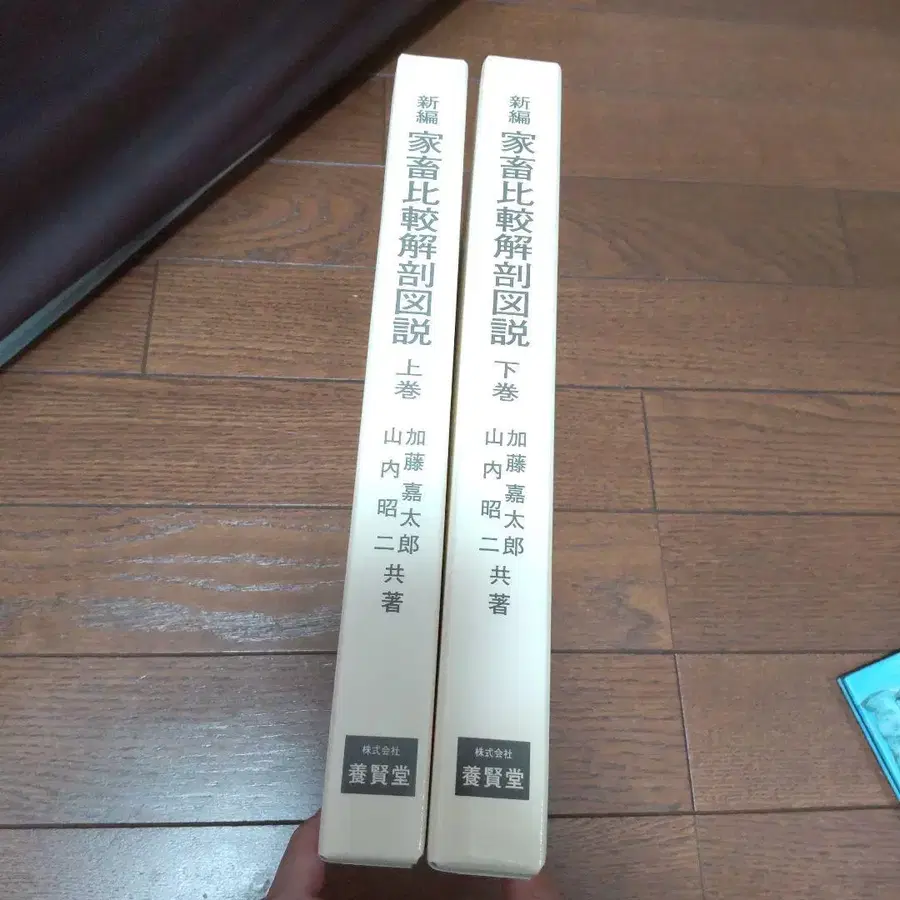 新編
家畜比較解剖図説
上巻
加藤嘉太郎
山内昭二
共著
株式会社
養賢堂
新編
家畜比較解剖図説
下巻
加藤嘉太郎
山内昭二
共著
株式会社
養賢堂